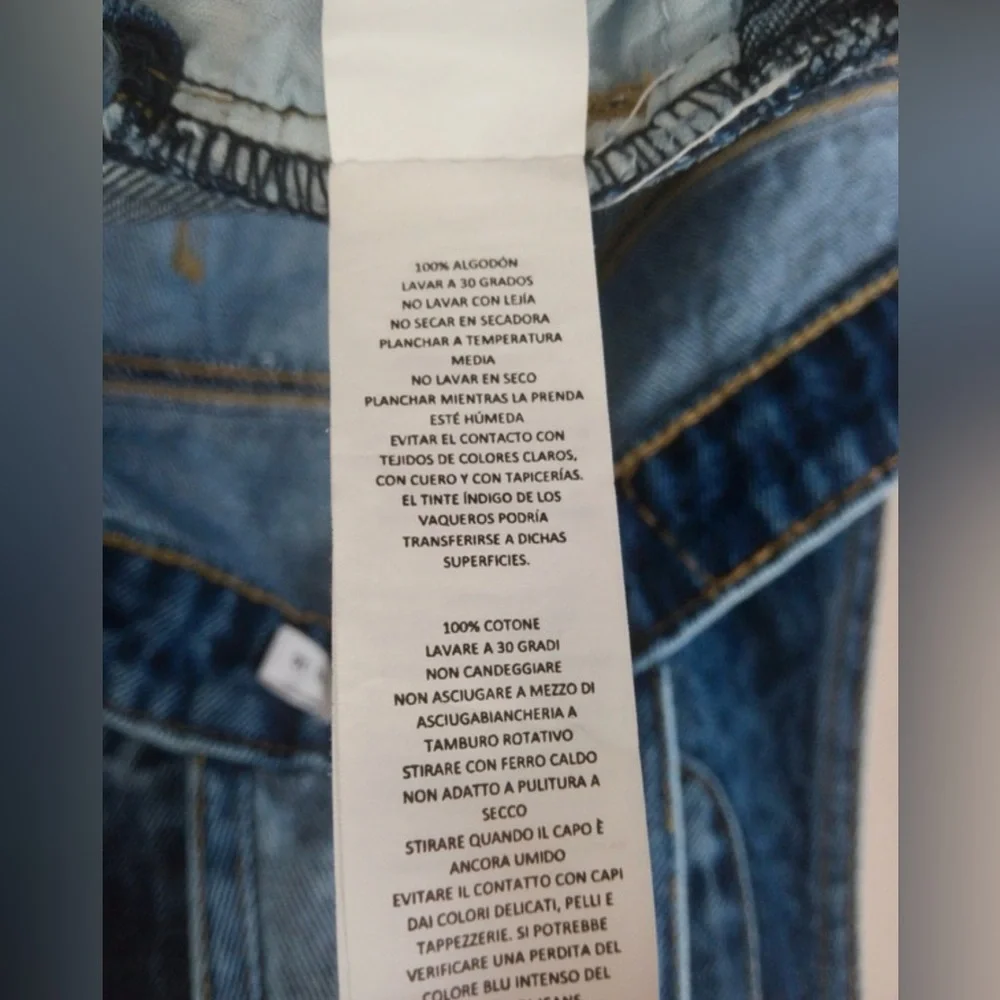 100% ALGODÓN
LAVAR A 30 GRADOS
NO LAVAR CON LEJÍA
NO SECAR EN SECADORA
PLANCHAR A TEMPERATURA
MEDIA
NO LAVAR EN SECO
PLANCHAR MIENTRAS LA PRENDA
ESTÉ HÚMEDA
EVITAR EL CONTACTO CON
TEJIDOS DE COLORES CLAROS,
CON CUERO Y CON TAPICERÍAS.
EL TINTE ÍNDIGO DE LOS
VAQUEROS PODRÍA
TRANSFERIRSE A DICHAS
SUPERFICIES.
100% COTONE
LAVARE A 30 GRADI
NON CANDEGGIARE
NON ASCIUGARE A MEZZO DI
ASCIUGABIANCHERIA A
TAMBURO ROTATIVO
STIRARE CON FERRO CALDO
NON ADATTO A PULITURA A
SECCO
STIRARE QUANDO IL CAPO È
ANCORA UMIDO
EVITARE IL CONTATTO CON CAPI
DAI COLORI DELICATI, PELLI E
TAPPEZZERIE. SI POTREBBE
VERIFICARE UNA PERDITA DEL
COLORE BLU INTENSO DEL